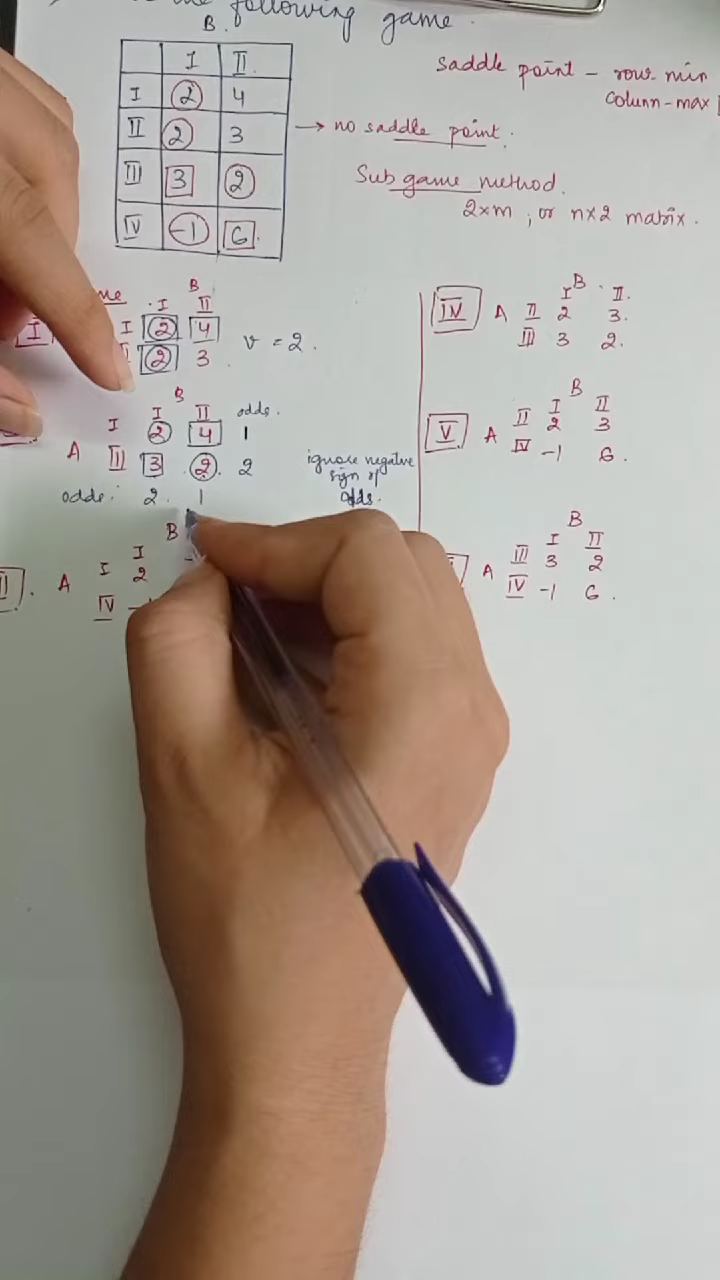 the following game.
B.
I II
I 2 4
II 2 3
III 3 2
IV -1 6
→ no saddle point.
saddle point - row min
column-max
Sub game method.
2×m, or n×2 matrix.
B
I II
I I 2 4
2 3
V = 2.
B
I II odds.
A I 2 4 1
III 3 2 2
odds: 2 1
ignore negative
sign of
odds.
B
I
A I 2
IV
B
I II
IV A II 2 3.
III 3 2.
B
I II
V A II 2 3
IV -1 6.
B
I II
A III 3 2
IV -1 6.